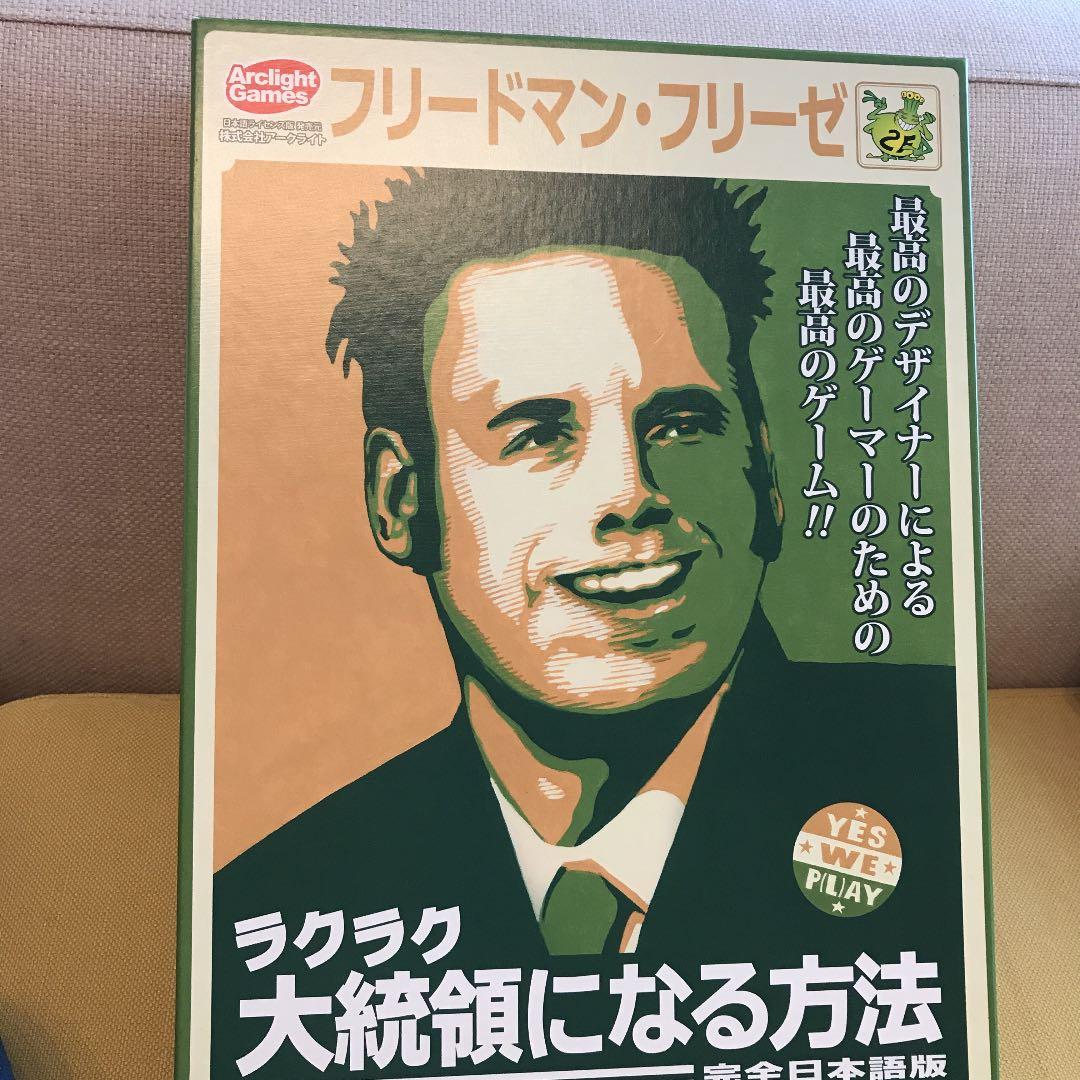 Arclight
Games
日本語ライセンス版 発売元
株式会社アークライト
フリードマン・フリーゼ
2F
最高のデザイナーによる
最高のゲーマーのための
最高のゲーム!!
YES
WE
P(L)AY
ラクラク
大統領になる方法
完全日本語版